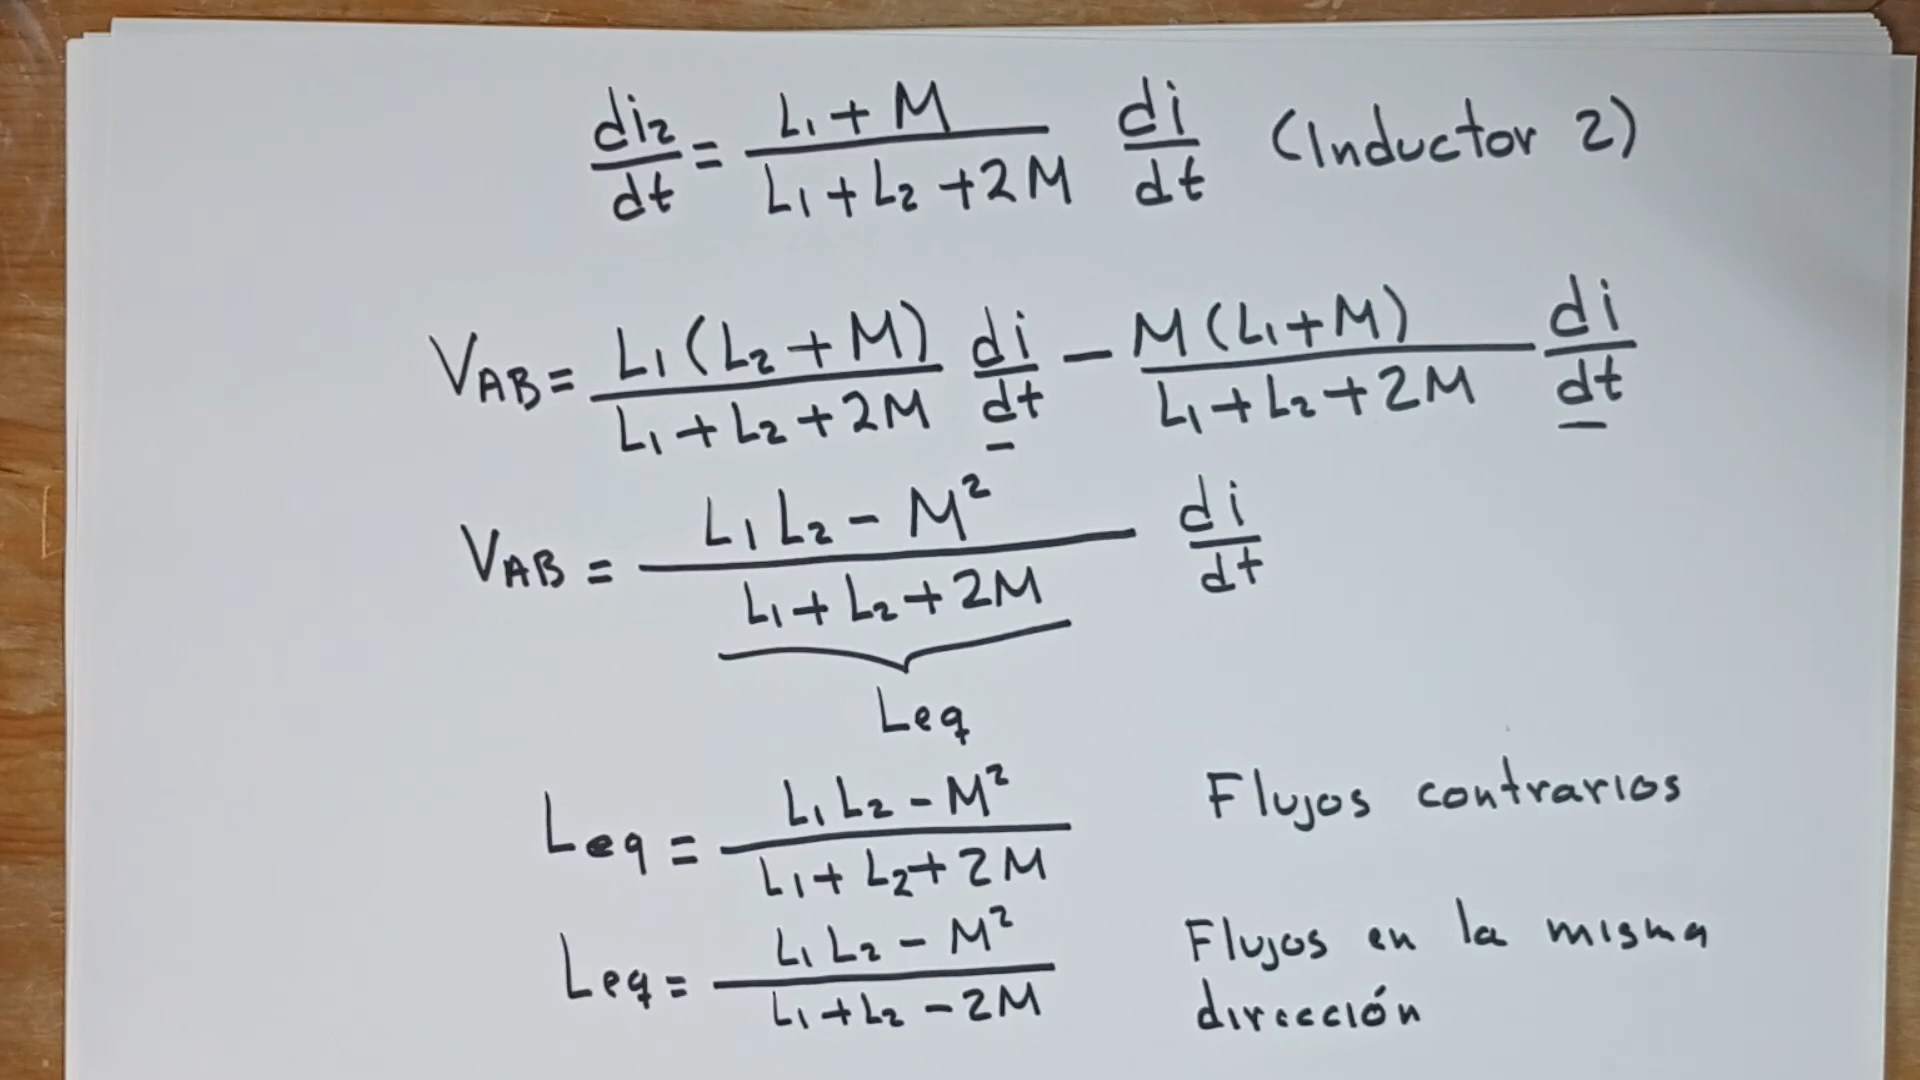 di₂/dt = (L₁ + M)/(L₁ + L₂ + 2M) di/dt (Inductor 2)
V_AB = L₁(L₂ + M)/(L₁ + L₂ + 2M) di/dt − M(L₁ + M)/(L₁ + L₂ + 2M) di/dt
V_AB = (L₁L₂ − M²)/(L₁ + L₂ + 2M) di/dt
Leq
Leq = (L₁L₂ − M²)/(L₁ + L₂ + 2M) Flujos contrarios
Leq = (L₁L₂ − M²)/(L₁ + L₂ − 2M) Flujos en la misma
dirección